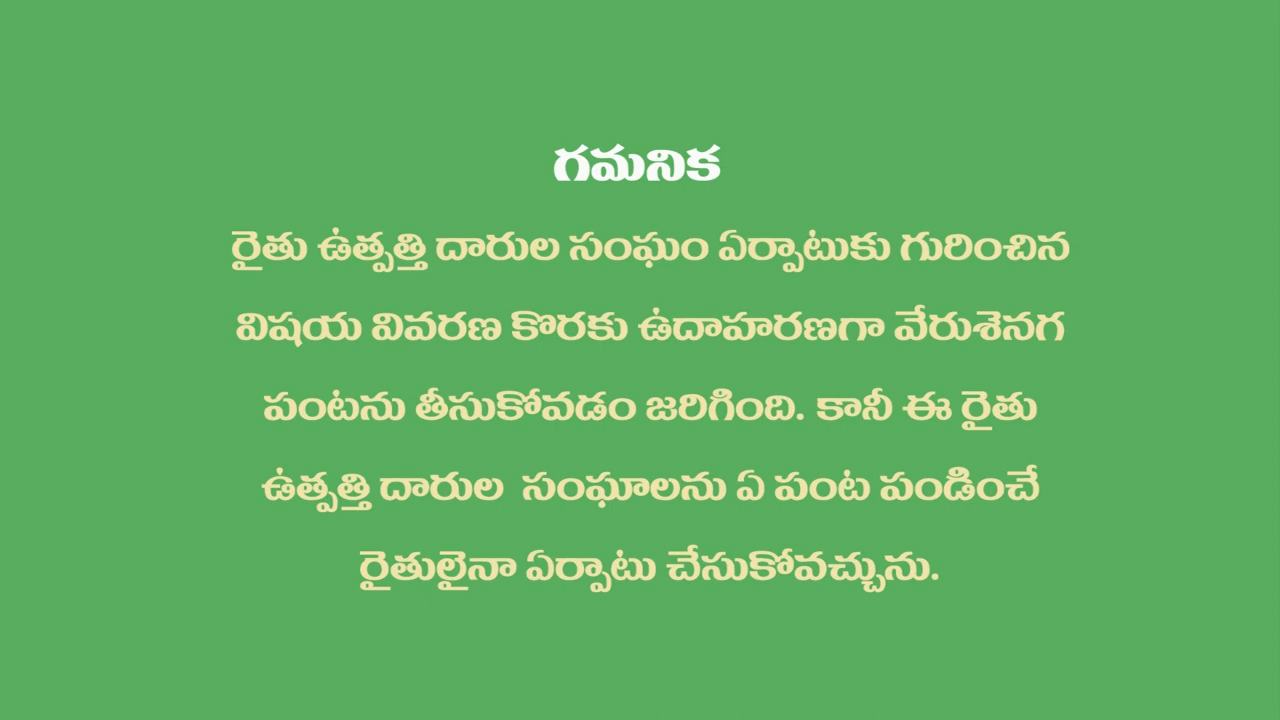 గమనిక
రైతు ఉత్పత్తి దారుల సంఘం ఏర్పాటుకు గురించిన
విషయ వివరణ కొరకు ఉదాహరణగా వేరుశెనగ
పంటను తీసుకోవడం జరిగింది. కానీ ఈ రైతు
ఉత్పత్తి దారుల సంఘాలను ఏ పంట పండించే
రైతులైనా ఏర్పాటు చేసుకోవచ్చును.